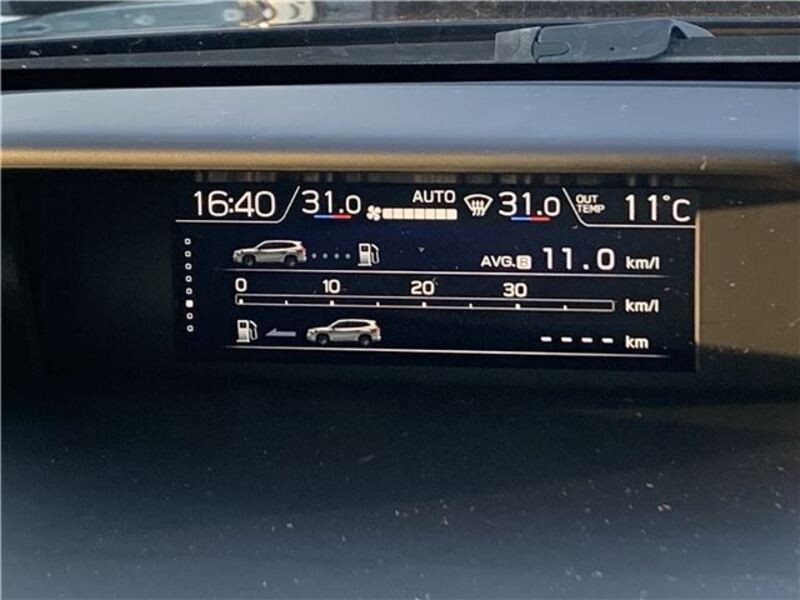 16:40 31.0 AUTO 31.0 OUT TEMP 11°C
AVG. B 11.0 km/l
0 10 20 30
km/l
- - - - km